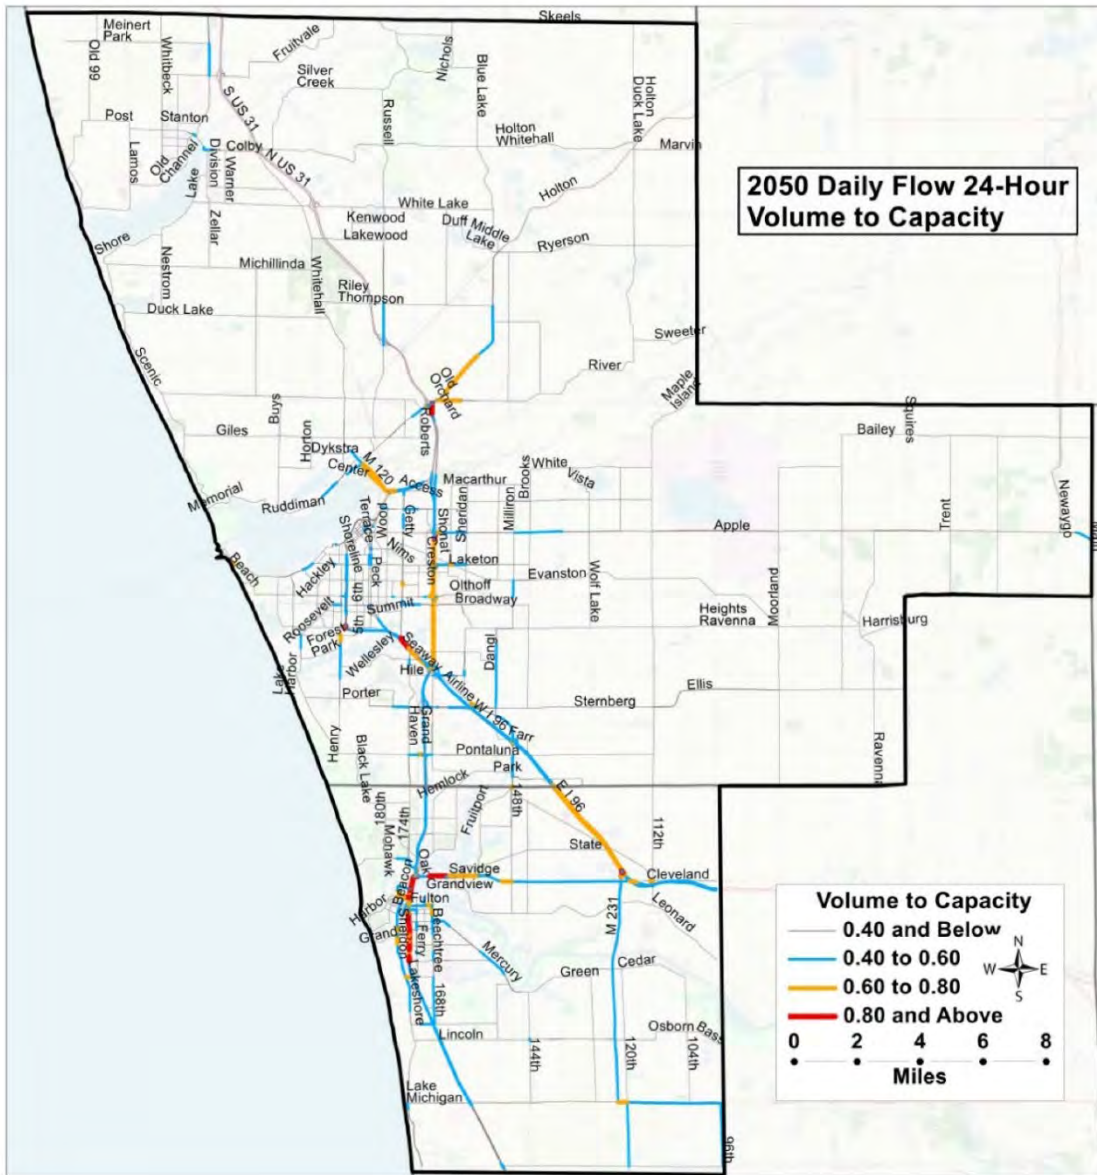 Skeels
Meinert
Park
Old 99
Whitbeck
Fruitvale
Nichols
Blue Lake
Silver
Creek
Holton
Duck Lake
S US 31
Russell
Post
Stanton
Holton
Whitehall
Marvin
Lamos
Old
Channel
Colby
Division
Warner
N US 31
Lake
Zellar
White Lake
Holton
Kenwood
Lakewood
Duff Middle
Lake
Ryerson
Shore
Nestrom
Michillinda
Whitehall
Riley
Thompson
Duck Lake
Scenic
Sweeter
River
Maple
Island
Old
Orchard
Roberts
Buys
Giles
Horton
Dykstra
Center
M 120
Access
Macarthur
Brooks
White
Vista
Bailey
Squires
Memorial
Ruddiman
Wood
Terrace
Getty
Shonat
Sheridan
Milliron
Apple
Trent
Newaygo
Main
Beach
Shoreline
Hackley
Nims
Peck
Creston
Laketon
Evanston
Wolf Lake
Moorland
Olthoff
Broadway
Roosevelt
6th
5th
Summit
Heights
Ravenna
Harrisburg
Forest
Park
Wellesley
Seaway
Dangl
Lake
Harbor
Hile
Airline
W I 96
Farr
Porter
Sternberg
Ellis
Henry
Grand
Haven
Pontaluna
Park
Ravenna
Black Lake
Hemlock
E I 96
180th
174th
Mohawk
Fruitport
148th
112th
State
Oak
Savidge
Grandview
Cleveland
Beacon
Harbor
Fulton
Leonard
Grand
Sheldon
Ferry
Beechtree
Mercury
M 231
Green
Cedar
Lakeshore
168th
Lincoln
Osborn
Bass
144th
120th
104th
Lake
Michigan
96th
2050 Daily Flow 24-Hour
Volume to Capacity
Volume to Capacity
0.40 and Below
0.40 to 0.60
0.60 to 0.80
0.80 and Above
N
W
E
S
0 2 4 6 8
Miles